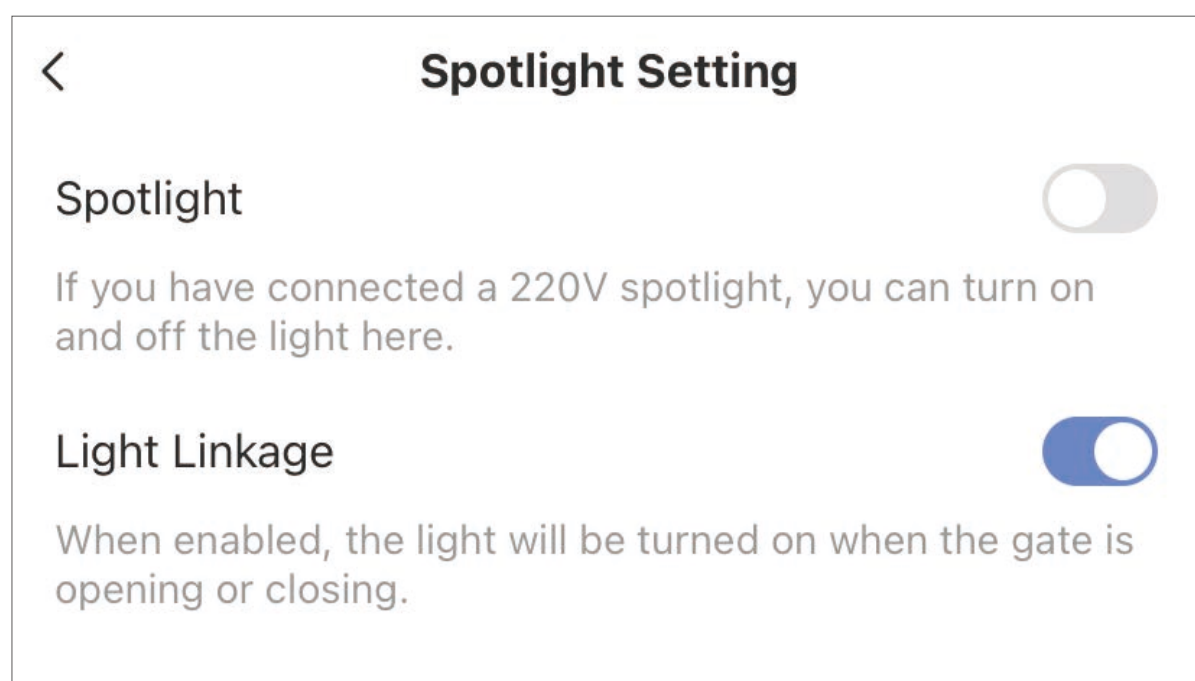 Spotlight Setting
Spotlight
If you have connected a 220V spotlight, you can turn on
and off the light here.
Light Linkage
When enabled, the light will be turned on when the gate is
opening or closing.